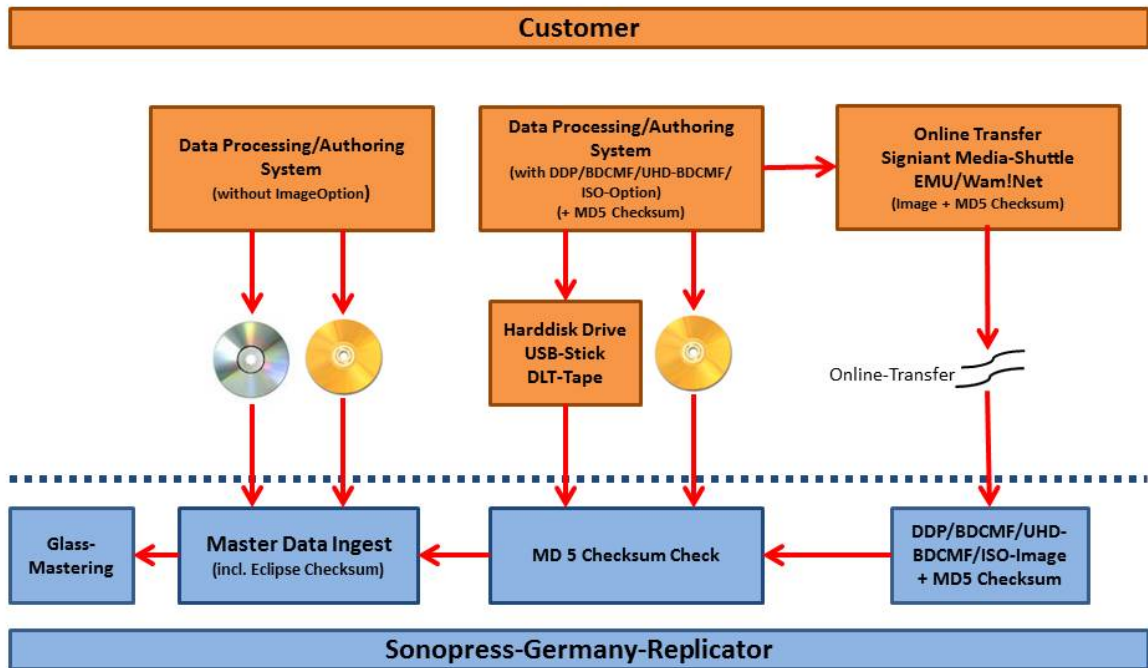 Customer
Data Processing/Authoring
System
(without ImageOption)
Data Processing/Authoring
System
(with DDP/BDCMF/UHD-BDCMF/
ISO-Option)
(+ MD5 Checksum)
Online Transfer
Signiant Media-Shuttle
EMU/Wam!Net
(Image + MD5 Checksum)
Harddisk Drive
USB-Stick
DLT-Tape
Online-Transfer
Glass-
Mastering
Master Data Ingest
(incl. Eclipse Checksum)
MD 5 Checksum Check
DDP/BDCMF/UHD-
BDCMF/ISO-Image
+ MD5 Checksum
Sonopress-Germany-Replicator